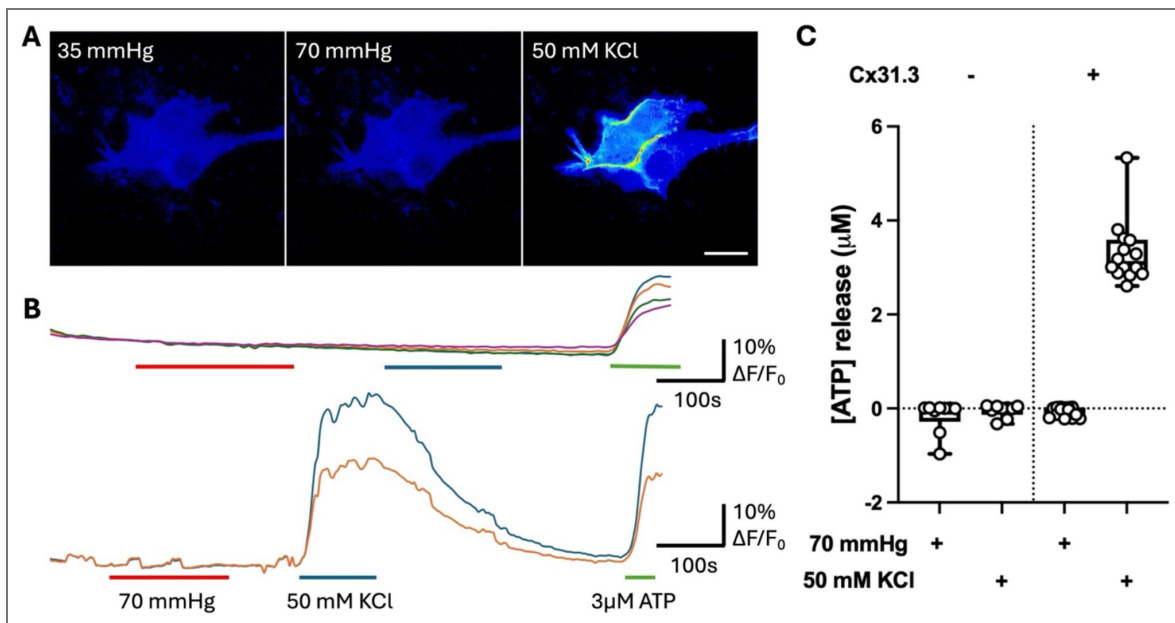 A
35 mmHg
70 mmHg
50 mM KCl
B
10%
ΔF/F₀
100s
10%
ΔF/F₀
100s
70 mmHg
50 mM KCl
3µM ATP
C
Cx31.3 - +
[ATP] release (µM)
6
4
2
0
-2
70 mmHg + +
50 mM KCl + +